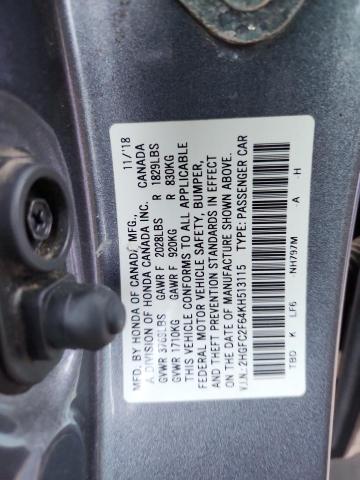 MFD. BY HONDA OF CANADA MFG., 11/'18
A DIVISION OF HONDA CANADA INC. CANADA
GVWR 3769LBS GAWR F 2028LBS R 1829LBS
GVWR 1710KG GAWR F 920KG R 830KG
THIS VEHICLE CONFORMS TO ALL APPLICABLE
FEDERAL MOTOR VEHICLE SAFETY, BUMPER,
AND THEFT PREVENTION STANDARDS IN EFFECT
ON THE DATE OF MANUFACTURE SHOWN ABOVE.
V.I.N.: 2HGFC2F64KH513115 TYPE: PASSENGER CAR
TBD K LF6 NH797M -A -H